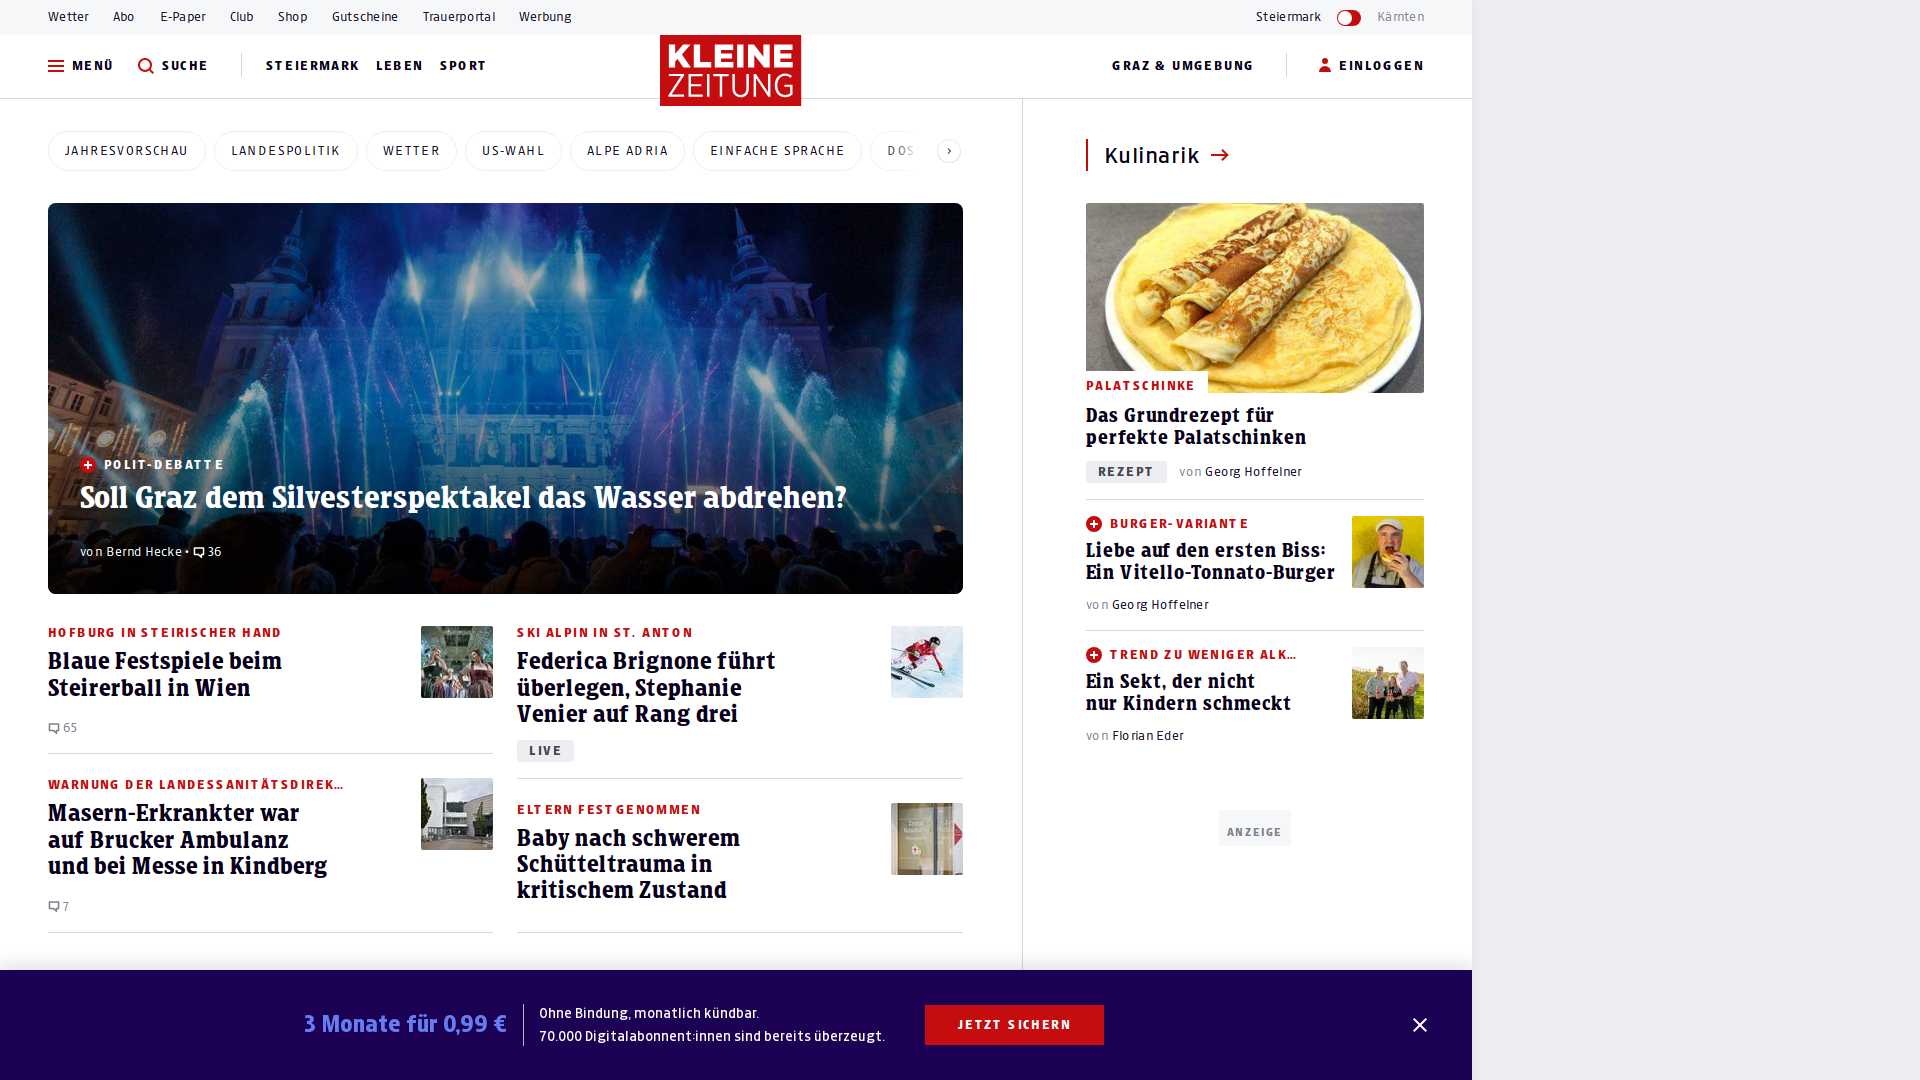 Wetter Abo E-Paper Club Shop Gutscheine Trauerportal Werbung Steiermark Kärnten
MENÜ SUCHE STEIERMARK LEBEN SPORT KLEINE ZEITUNG GRAZ & UMGEBUNG EINLOGGEN
JAHRESVORSCHAU LANDESPOLITIK WETTER US-WAHL ALPE ADRIA EINFACHE SPRACHE DOS
POLIT-DEBATTE
Soll Graz dem Silvesterspektakel das Wasser abdrehen?
von Bernd Hecke • 36
HOFBURG IN STEIRISCHER HAND
Blaue Festspiele beim
Steirerball in Wien
65
WARNUNG DER LANDESSANITÄTSDIREK...
Masern-Erkrankter war
auf Brucker Ambulanz
und bei Messe in Kindberg
7
SKI ALPIN IN ST. ANTON
Federica Brignone führt
überlegen, Stephanie
Venier auf Rang drei
LIVE
ELTERN FESTGENOMMEN
Baby nach schwerem
Schütteltrauma in
kritischem Zustand
Kulinarik
PALATSCHINKE
Das Grundrezept für
perfekte Palatschinken
REZEPT von Georg Hoffelner
BURGER-VARIANTE
Liebe auf den ersten Biss:
Ein Vitello-Tonnato-Burger
von Georg Hoffelner
TREND ZU WENIGER ALK...
Ein Sekt, der nicht
nur Kindern schmeckt
von Florian Eder
ANZEIGE
3 Monate für 0,99 €
Ohne Bindung, monatlich kündbar.
70.000 Digitalabonnent:innen sind bereits überzeugt.
JETZT SICHERN